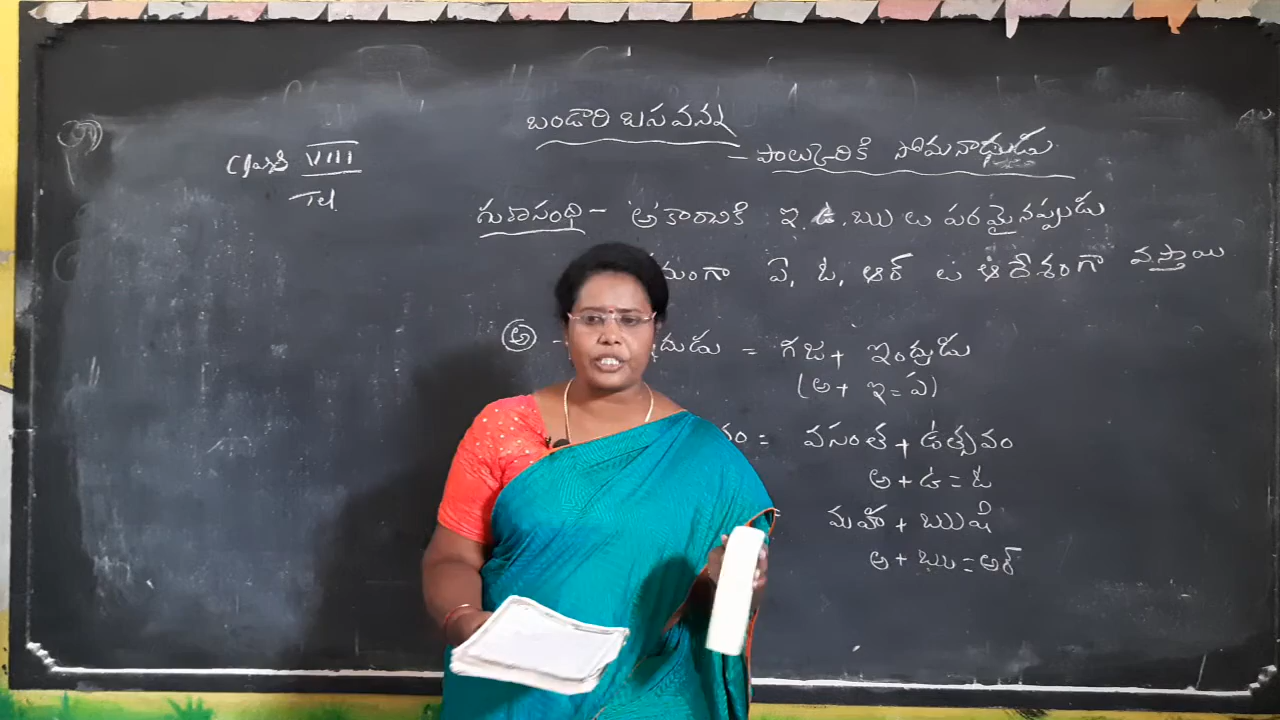 బండారి బసవన్న
- పాలుకురికి సోమనాథుడు
Class VIII
Tel
గుణసంధి - అకారానికి ఇ. ఉ. ఋ లు పరమైనప్పుడు
ఏ, ఓ, అర్ లు ఆదేశంగా వస్తాయి
అ - = గజ + ఇంద్రుడు
(అ + ఇ = ఏ)
= వసంత + ఉత్సవం
అ + ఉ = ఓ
మహా + ఋషి
అ + ఋ = అర్